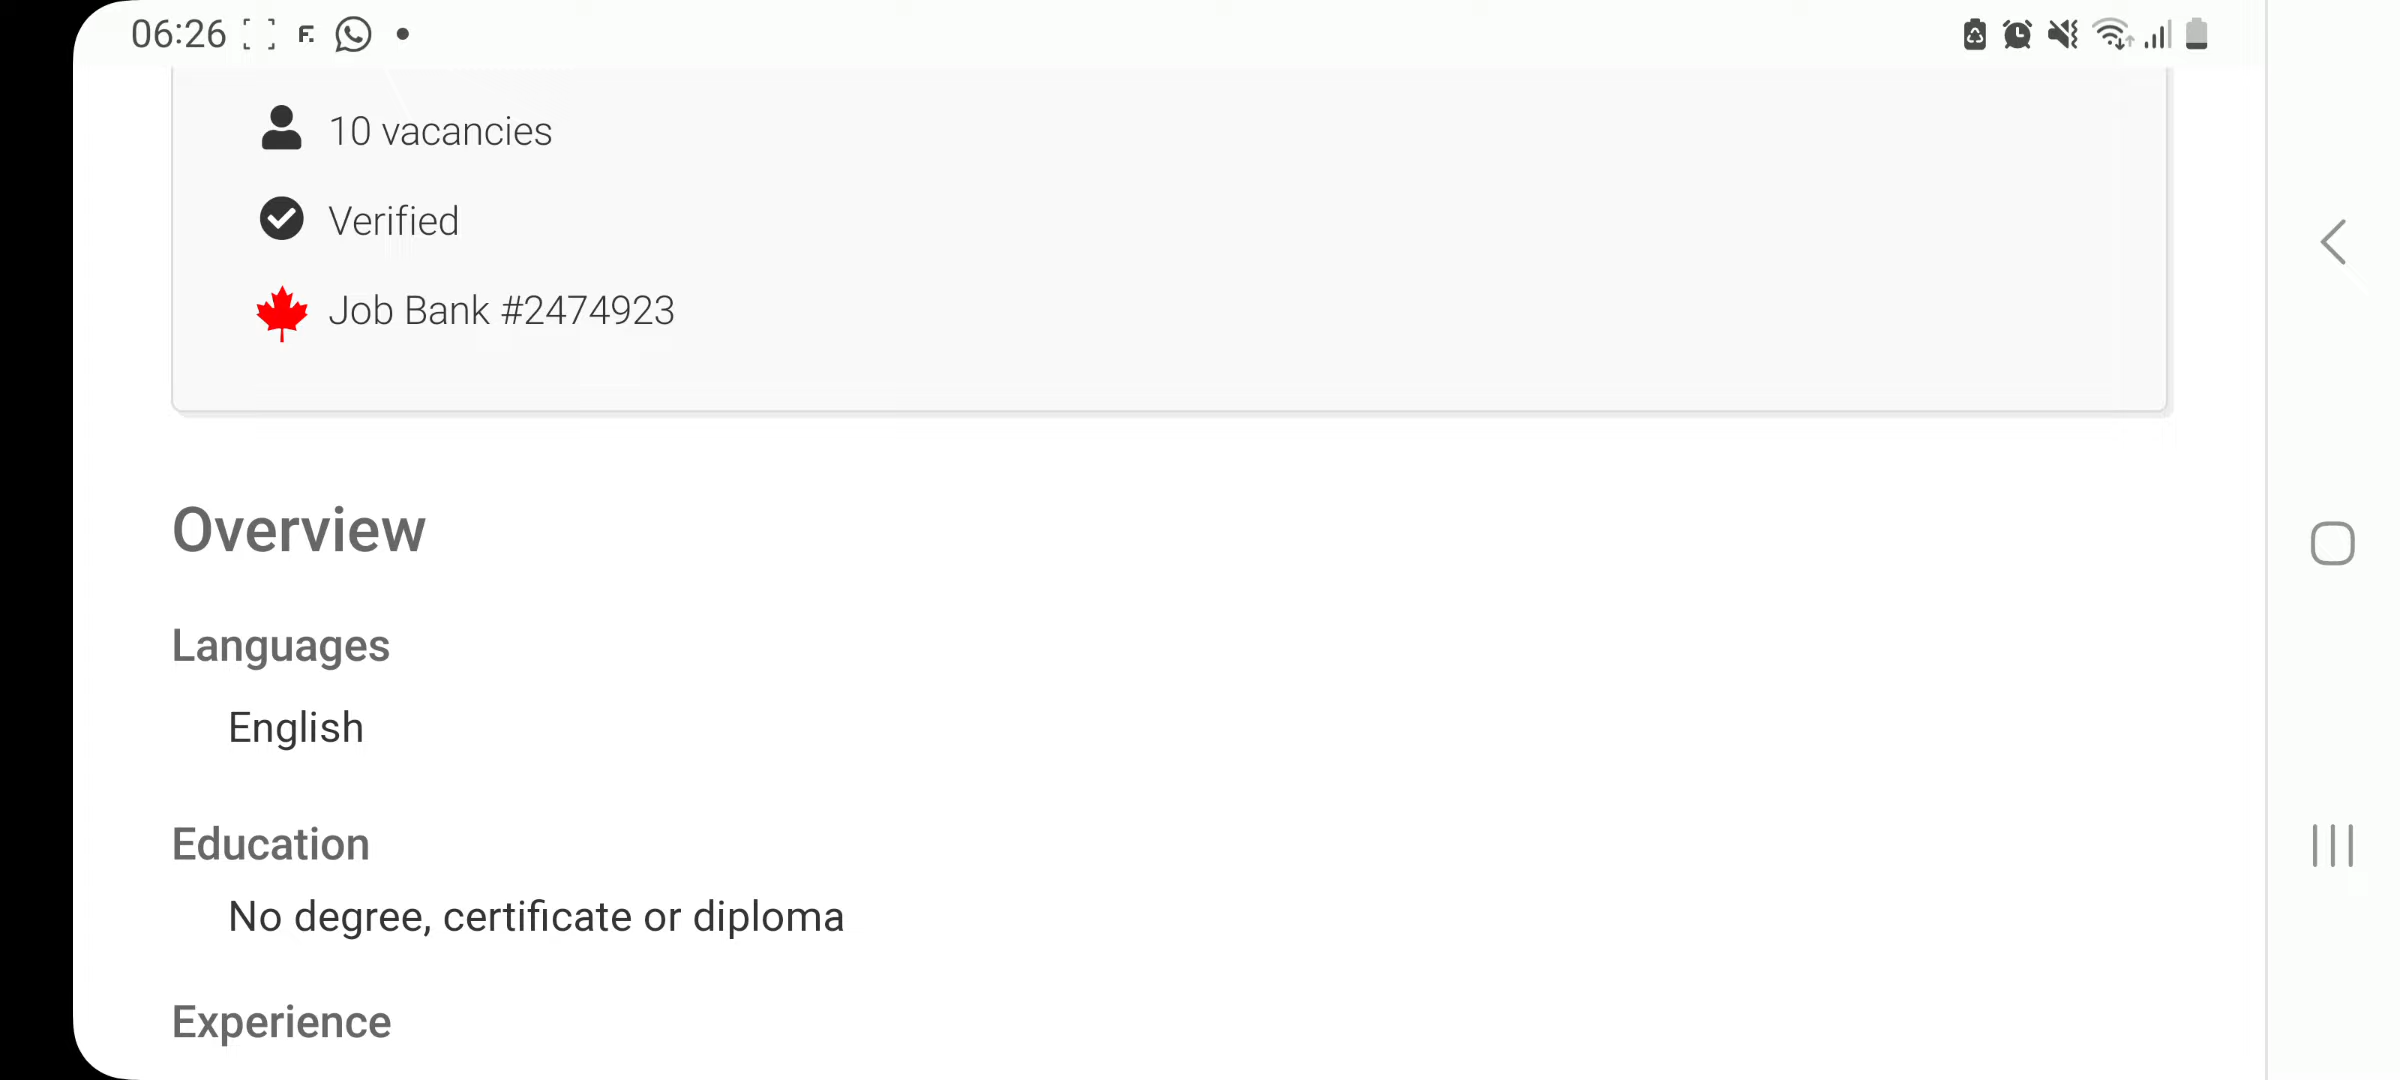 06:26
10 vacancies
Verified
Job Bank #2474923
Overview
Languages
English
Education
No degree, certificate or diploma
Experience